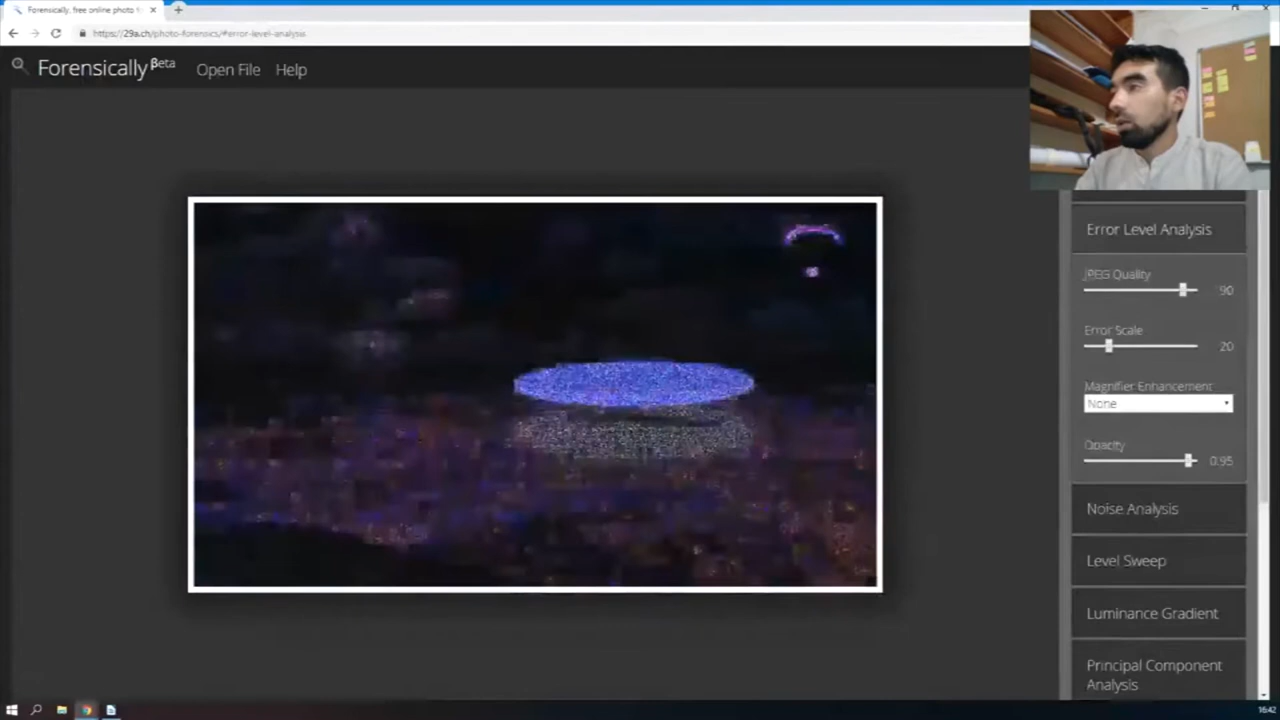 Forensically, free online photo f
https://29a.ch/photo-forensics/#error-level-analysis
Forensically Beta
Open File
Help
Error Level Analysis
JPEG Quality
90
Error Scale
20
Magnifier Enhancement
None
Opacity
0.95
Noise Analysis
Level Sweep
Luminance Gradient
Principal Component
Analysis
16:42